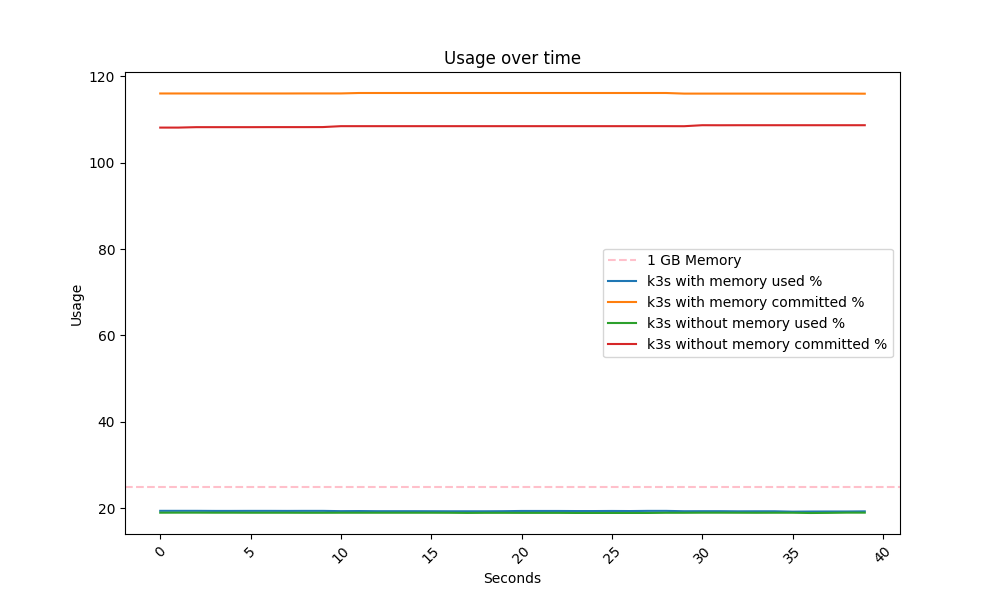 Usage over time
120
100
80
60
40
20
Usage
1 GB Memory
k3s with memory used %
k3s with memory committed %
k3s without memory used %
k3s without memory committed %
0
5
10
15
20
25
30
35
40
Seconds